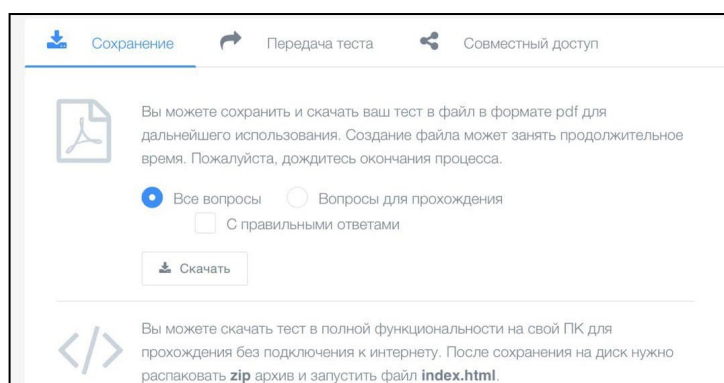 Сохранение Передача теста Совместный доступ
Вы можете сохранить и скачать ваш тест в файл в формате pdf для
дальнейшего использования. Создание файла может занять продолжительное
время. Пожалуйста, дождитесь окончания процесса.
Все вопросы Вопросы для прохождения
С правильными ответами
Скачать
Вы можете скачать тест в полной функциональности на свой ПК для
прохождения без подключения к интернету. После сохранения на диск нужно
распаковать zip архив и запустить файл index.html.